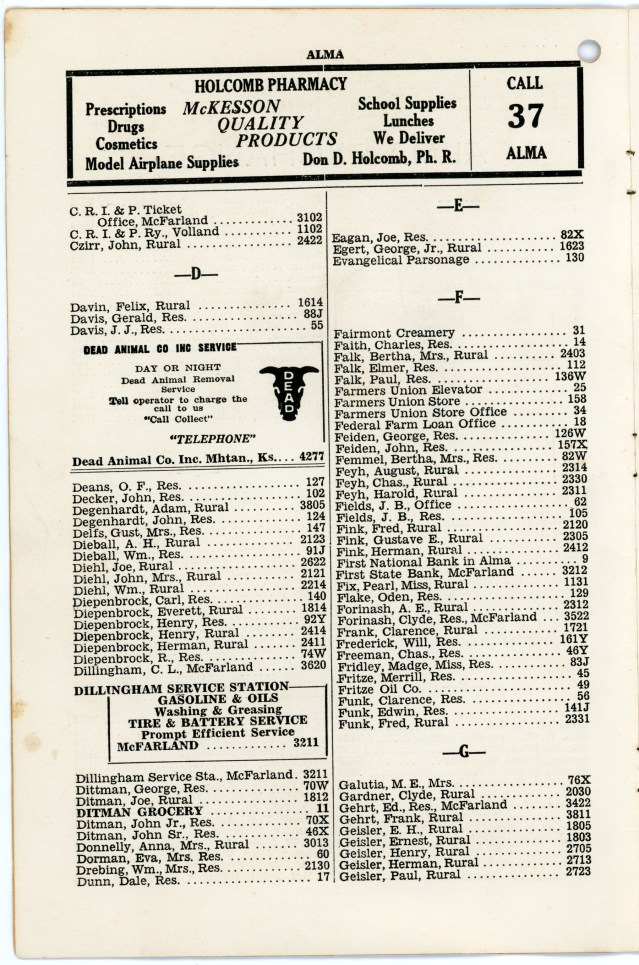 ALMA
HOLCOMB PHARMACY
Prescriptions
Drugs
Cosmetics
McKESSON
QUALITY
PRODUCTS
School Supplies
Lunches
We Deliver
Model Airplane Supplies Don D. Holcomb, Ph. R.
CALL
37
ALMA
C. R. I. & P. Ticket
Office, McFarland .............. 3102
C. R. I. & P. Ry., Volland ......... 1102
Czirr, John, Rural ................. 2422
—D—
Davin, Felix, Rural ............... 1614
Davis, Gerald, Res. ................ 88J
Davis, J. J., Res. .................. 55
DEAD ANIMAL CO INC SERVICE
DAY OR NIGHT
Dead Animal Removal
Service
Tell operator to charge the
call to us
"Call Collect"
"TELEPHONE"
DEAD
Dead Animal Co. Inc. Mhtan., Ks.... 4277
Deans, O. F., Res. ................. 127
Decker, John, Res. ................. 102
Degenhardt, Adam, Rural ........... 3805
Degenhardt, John, Res. ............. 124
Delfs, Gust, Mrs., Res. ............ 147
Dieball, A. H., Rural ............. 2123
Dieball, Wm., Res. ................. 91J
Diehl, Joe, Rural ................. 2622
Diehl, John, Mrs., Rural .......... 2121
Diehl, Wm., Rural ................. 2214
Diepenbrock, Carl, Res. ............ 140
Diepenbrock, Everett, Rural ....... 1814
Diepenbrock, Henry, Res. ........... 92Y
Diepenbrock, Henry, Rural ......... 2414
Diepenbrock, Herman, Rural ........ 2411
Diepenbrock, R., Res. .............. 74W
Dillingham, C. L., McFarland ...... 3620
DILLINGHAM SERVICE STATION
GASOLINE & OILS
Washing & Greasing
TIRE & BATTERY SERVICE
Prompt Efficient Service
McFARLAND ............... 3211
Dillingham Service Sta., McFarland. 3211
Dittman, George, Res. .............. 70W
Ditman, Joe, Rural ................ 1812
DITMAN GROCERY ...................... 11
Ditman, John Jr., Res. ............. 70X
Ditman, John Sr., Res. ............. 46X
Donnelly, Anna, Mrs., Rural ....... 3013
Dorman, Eva, Mrs. Res. .............. 60
Drebing, Wm., Mrs., Res. .......... 2130
Dunn, Dale, Res. .................... 17
—E—
Eagan, Joe, Res. ................... 82X
Egert, George, Jr., Rural ......... 1623
Evangelical Parsonage .............. 130
—F—
Fairmont Creamery ................... 31
Faith, Charles, Res. ................ 14
Falk, Bertha, Mrs., Rural ......... 2403
Falk, Elmer, Res. .................. 112
Falk, Paul, Res. .................. 136W
Farmers Union Elevator .............. 25
Farmers Union Store ................ 158
Farmers Union Store Office .......... 34
Federal Farm Loan Office ............ 18
Feiden, George, Res. .............. 126W
Feiden, John, Res. ................ 157X
Femmel, Bertha, Mrs., Res. ......... 82W
Feyh, August, Rural ............... 2314
Feyh, Chas., Rural ................ 2330
Feyh, Harold, Rural ............... 2311
Fields, J. B., Office ............... 62
Fields, J. B., Res. ................ 105
Fink, Fred, Rural ................. 2120
Fink, Gustave E., Rural ........... 2305
Fink, Herman, Rural ............... 2412
First National Bank in Alma .......... 9
First State Bank, McFarland ....... 3212
Fix, Pearl, Miss, Rural ........... 1131
Flake, Oden, Res. .................. 129
Forinash, A. E., Rural ............ 2312
Forinash, Clyde, Res., McFarland ... 3522
Frank, Clarence, Rural ............ 1721
Frederick, Will, Res. ............. 161Y
Freeman, Chas., Res. ............... 46Y
Fridley, Madge, Miss, Res. ......... 83J
Fritze, Merrill, Res. ............... 45
Fritze Oil Co. ...................... 49
Funk, Clarence, Res. ................ 56
Funk, Edwin, Res. ................. 141J
Funk, Fred, Rural ................. 2331
—G—
Galutia, M. E., Mrs. ............... 76X
Gardner, Clyde, Rural ............. 2030
Gehrt, Ed., Res., McFarland ....... 3422
Gehrt, Frank, Rural ............... 3811
Geisler, E. H., Rural ............. 1805
Geisler, Ernest, Rural ............ 1803
Geisler, Henry, Rural ............. 2705
Geisler, Herman, Rural ............ 2713
Geisler, Paul, Rural .............. 2723